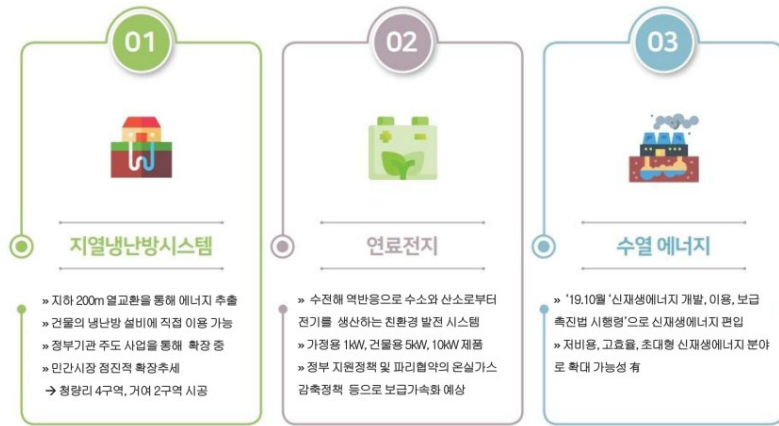 01
지열냉난방시스템
» 지하 200m 열교환을 통해 에너지 추출
» 건물의 냉난방 설비에 직접 이용 가능
» 정부기관 주도 사업을 통해 확장 중
» 민간시장 점진적 확장추세
→ 청량리 4구역, 거여 2구역 시공
02
연료전지
» 수전해 역반응으로 수소와 산소로부터
전기를 생산하는 친환경 발전 시스템
» 가정용 1kW, 건물용 5kW, 10kW 제품
» 정부 지원정책 및 파리협약의 온실가스
감축정책 등으로 보급가속화 예상
03
수열 에너지
» '19.10월 '신재생에너지 개발, 이용, 보급
촉진법 시행령'으로 신재생에너지 편입
» 저비용, 고효율, 초대형 신재생에너지 분야
로 확대 가능성 有